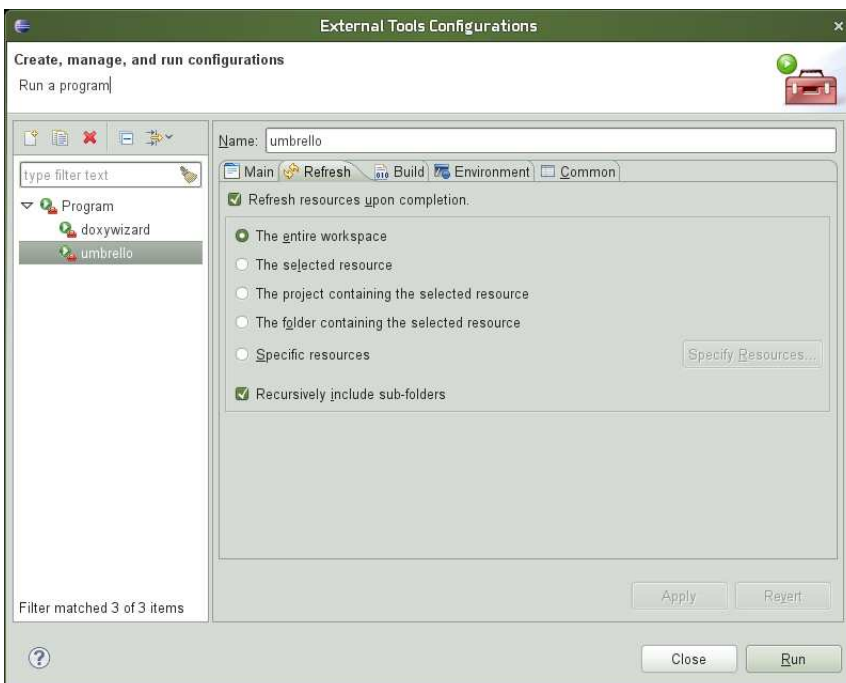 External Tools Configurations
Create, manage, and run configurations
Run a program
type filter text
Program
doxywizard
umbrello
Filter matched 3 of 3 items
Name: umbrello
Main Refresh Build Environment Common
Refresh resources upon completion.
The entire workspace
The selected resource
The project containing the selected resource
The folder containing the selected resource
Specific resources Specify Resources...
Recursively include sub-folders
Apply Revert
Close Run